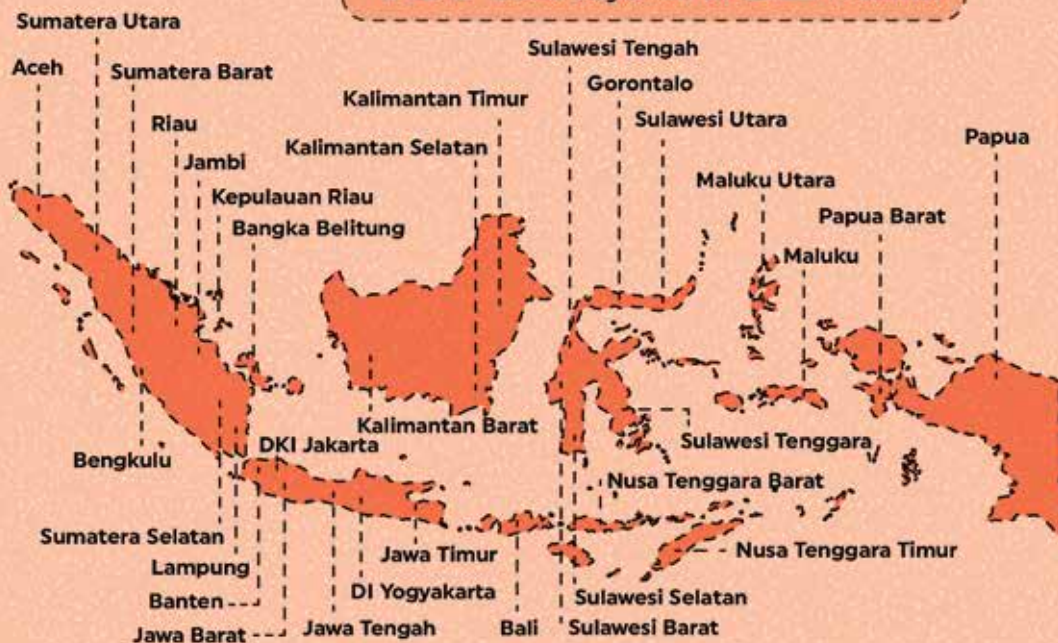 Sumatera Utara
Aceh
Sumatera Barat
Riau
Jambi
Kepulauan Riau
Bangka Belitung
Kalimantan Timur
Kalimantan Selatan
Sulawesi Tengah
Gorontalo
Sulawesi Utara
Maluku Utara
Papua Barat
Maluku
Papua
Bengkulu
DKI Jakarta
Kalimantan Barat
Sulawesi Tenggara
Nusa Tenggara Barat
Sumatera Selatan
Lampung
Banten
Jawa Barat
Jawa Timur
DI Yogyakarta
Jawa Tengah
Bali
Nusa Tenggara Timur
Sulawesi Selatan
Sulawesi Barat